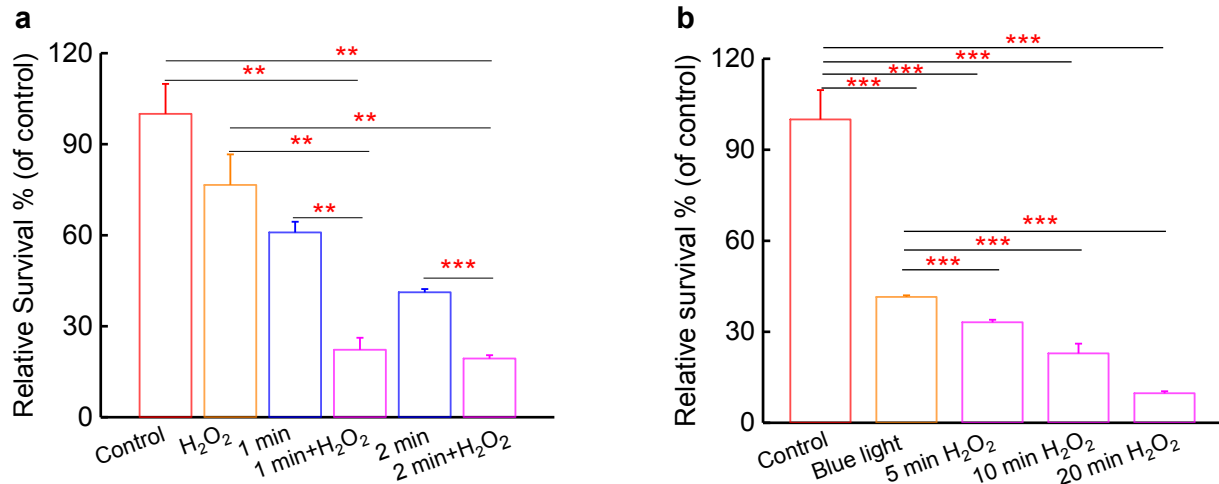 a
Relative Survival % (of control)
120
90
60
30
0
**
**
**
**
**
***
Control
H₂O₂
1 min
1 min+H₂O₂
2 min
2 min+H₂O₂
b
Relative survival % (of control)
120
90
60
30
0
***
***
***
***
***
***
***
Control
Blue light
5 min H₂O₂
10 min H₂O₂
20 min H₂O₂